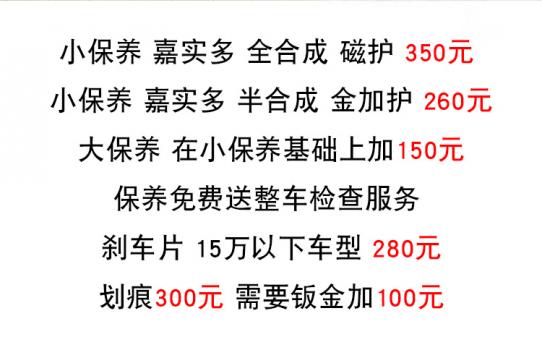 小保养 嘉实多 全合成 磁护 350元
小保养 嘉实多 半合成 金加护 260元
大保养 在小保养基础上加150元
保养免费送整车检查服务
刹车片 15万以下车型 280元
划痕300元 需要钣金加100元